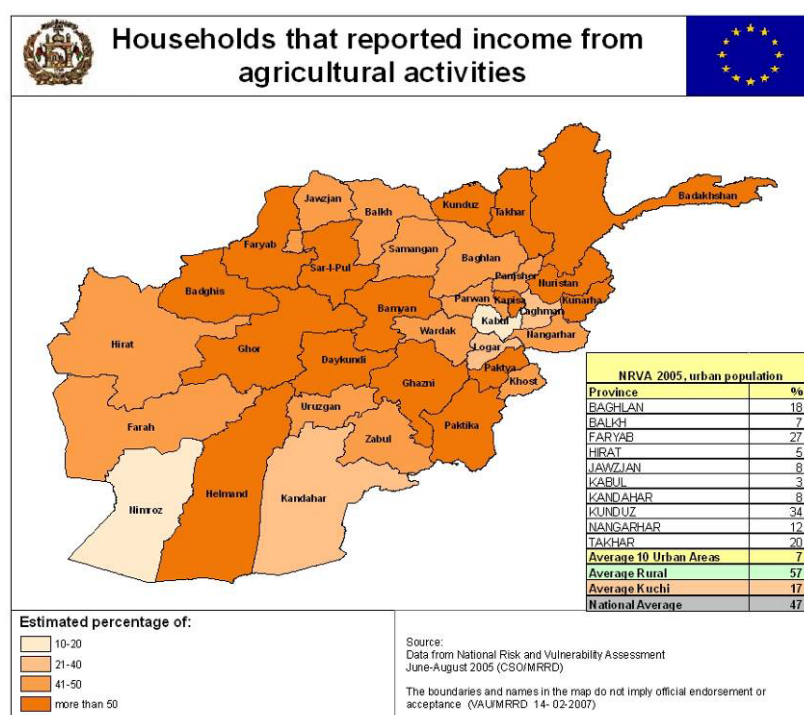 Households that reported income from
agricultural activities
Badakhshan
Kunduz
Takhar
Jawzjan
Balkh
Faryab
Samangan
Baghlan
Sar-I-Pul
Panjsher
Nuristan
Badghis
Parwan
Kapisa
Kunarha
Bamyan
Laghman
Kabul
Wardak
Nangarhar
Hirat
Ghor
Logar
Daykundi
Paktya
Ghazni
Khost
Uruzgan
Farah
Paktika
Zabul
Helmand
Kandahar
Nimroz
NRVA 2005, urban population
Province %
BAGHLAN 18
BALKH 7
FARYAB 27
HIRAT 5
JAWZJAN 8
KABUL 3
KANDAHAR 8
KUNDUZ 34
NANGARHAR 12
TAKHAR 20
Average 10 Urban Areas 7
Average Rural 57
Average Kuchi 17
National Average 47
Estimated percentage of:
10-20
21-40
41-50
more than 50
Source:
Data from National Risk and Vulnerability Assessment
June-August 2005 (CSO/MRRD)
The boundaries and names in the map do not imply official endorsement or
acceptance (VAU/MRRD 14- 02-2007)